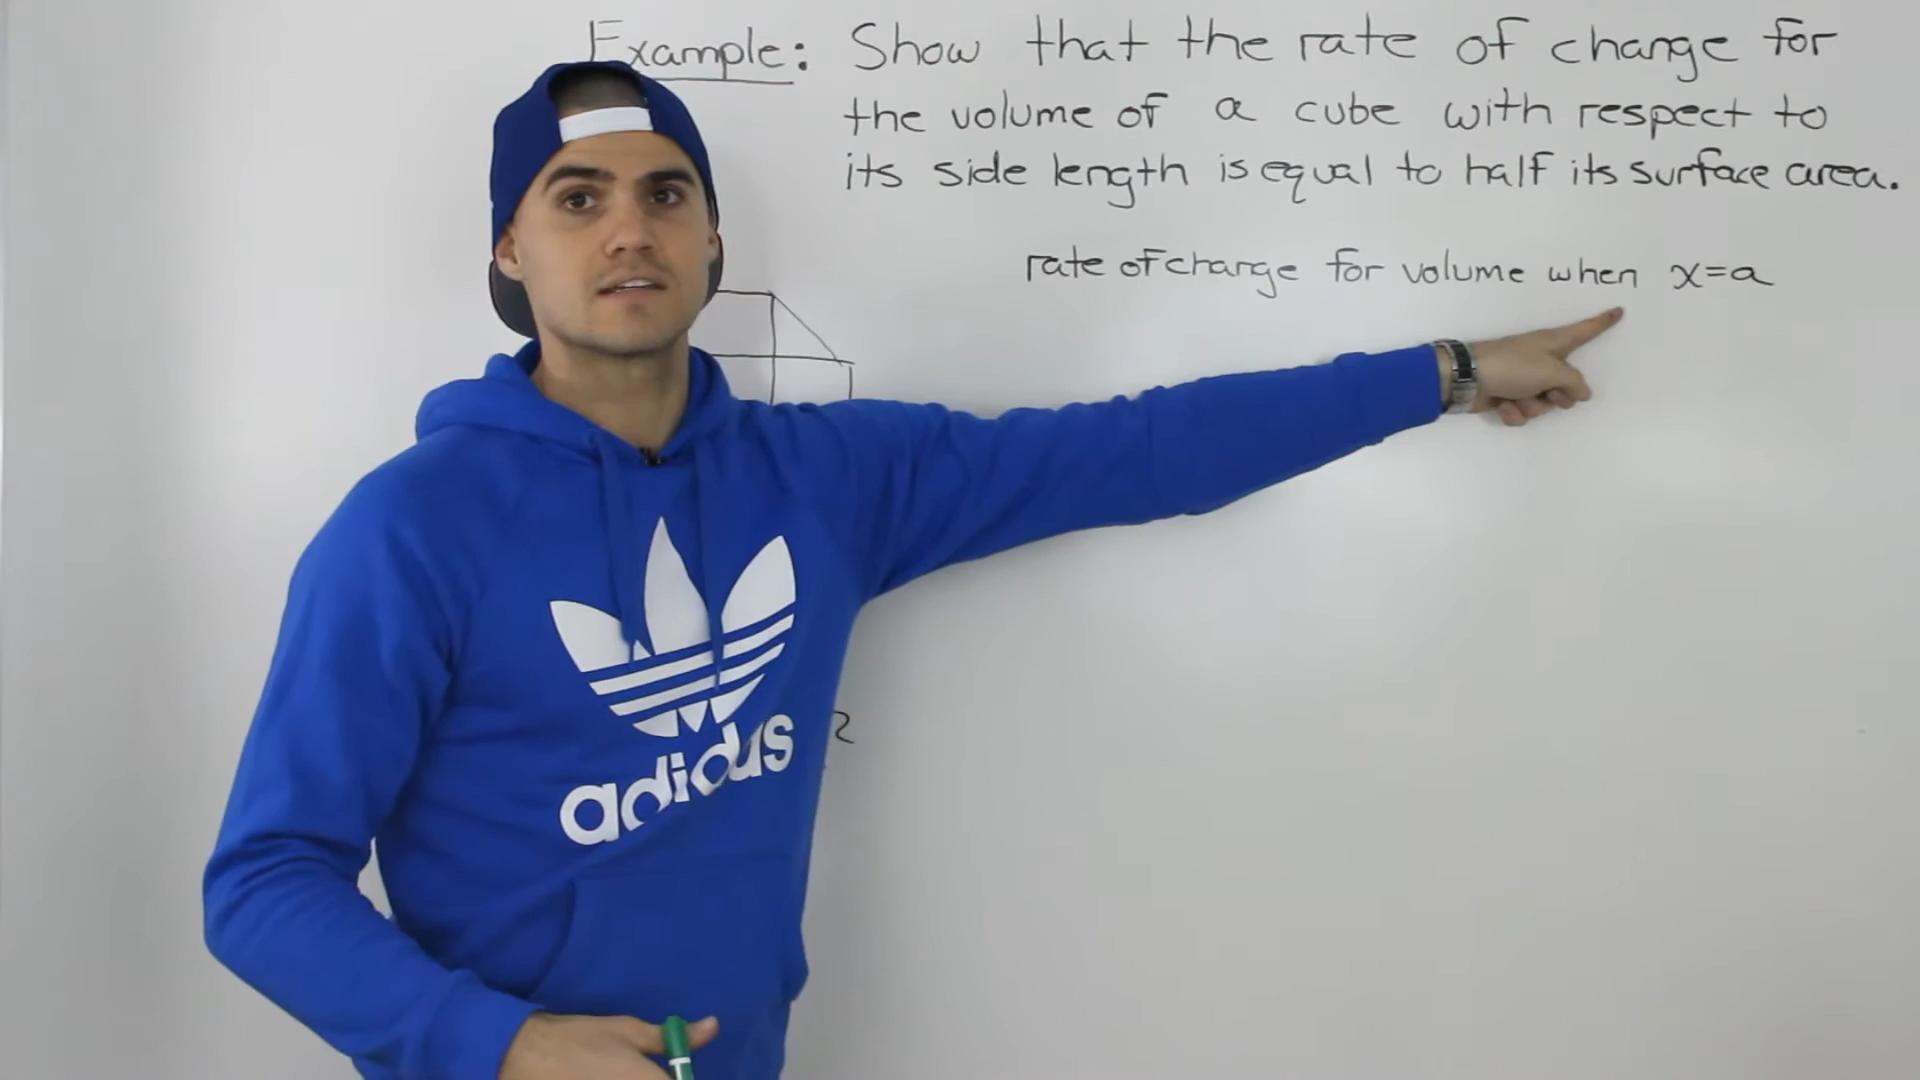 Example: Show that the rate of change for
the volume of a cube with respect to
its side length is equal to half its surface area.
rate of change for volume when x=a
2
adidas